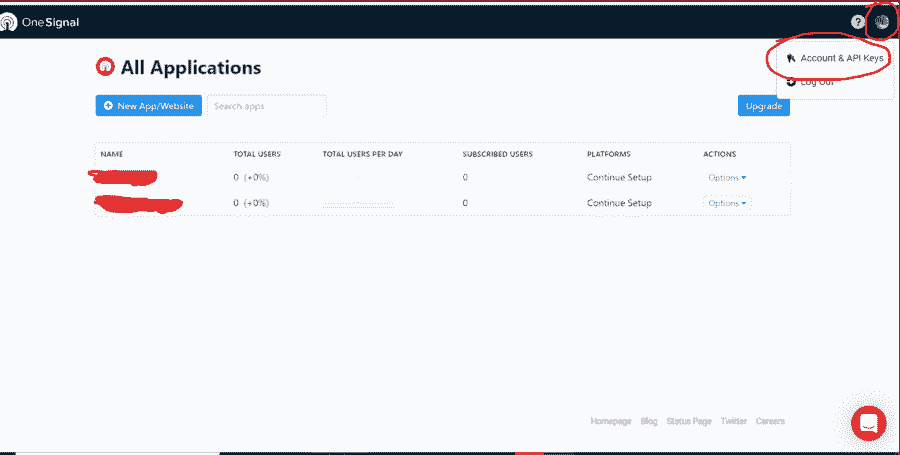 OneSignal
?
Account & API Keys
Log Out
All Applications
New App/Website
Search apps
Upgrade
NAME TOTAL USERS TOTAL USERS PER DAY SUBSCRIBED USERS PLATFORMS ACTIONS
0 (+0%) 0 Continue Setup Options
0 (+0%) 0 Continue Setup Options
Homepage Blog Status Page Twitter Careers